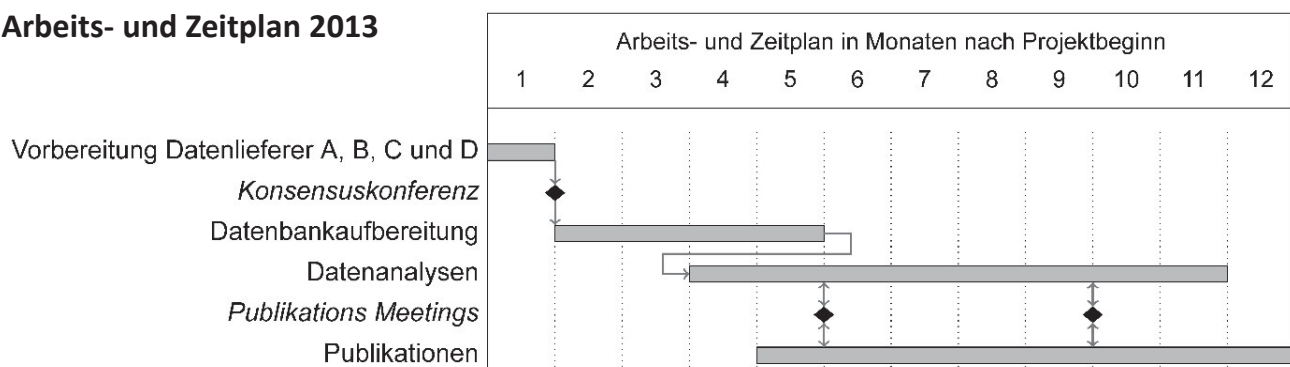 Arbeits- und Zeitplan 2013
Arbeits- und Zeitplan in Monaten nach Projektbeginn
1 2 3 4 5 6 7 8 9 10 11 12
Vorbereitung Datenlieferer A, B, C und D
Konsensuskonferenz
Datenbankaufbereitung
Datenanalysen
Publikations Meetings
Publikationen